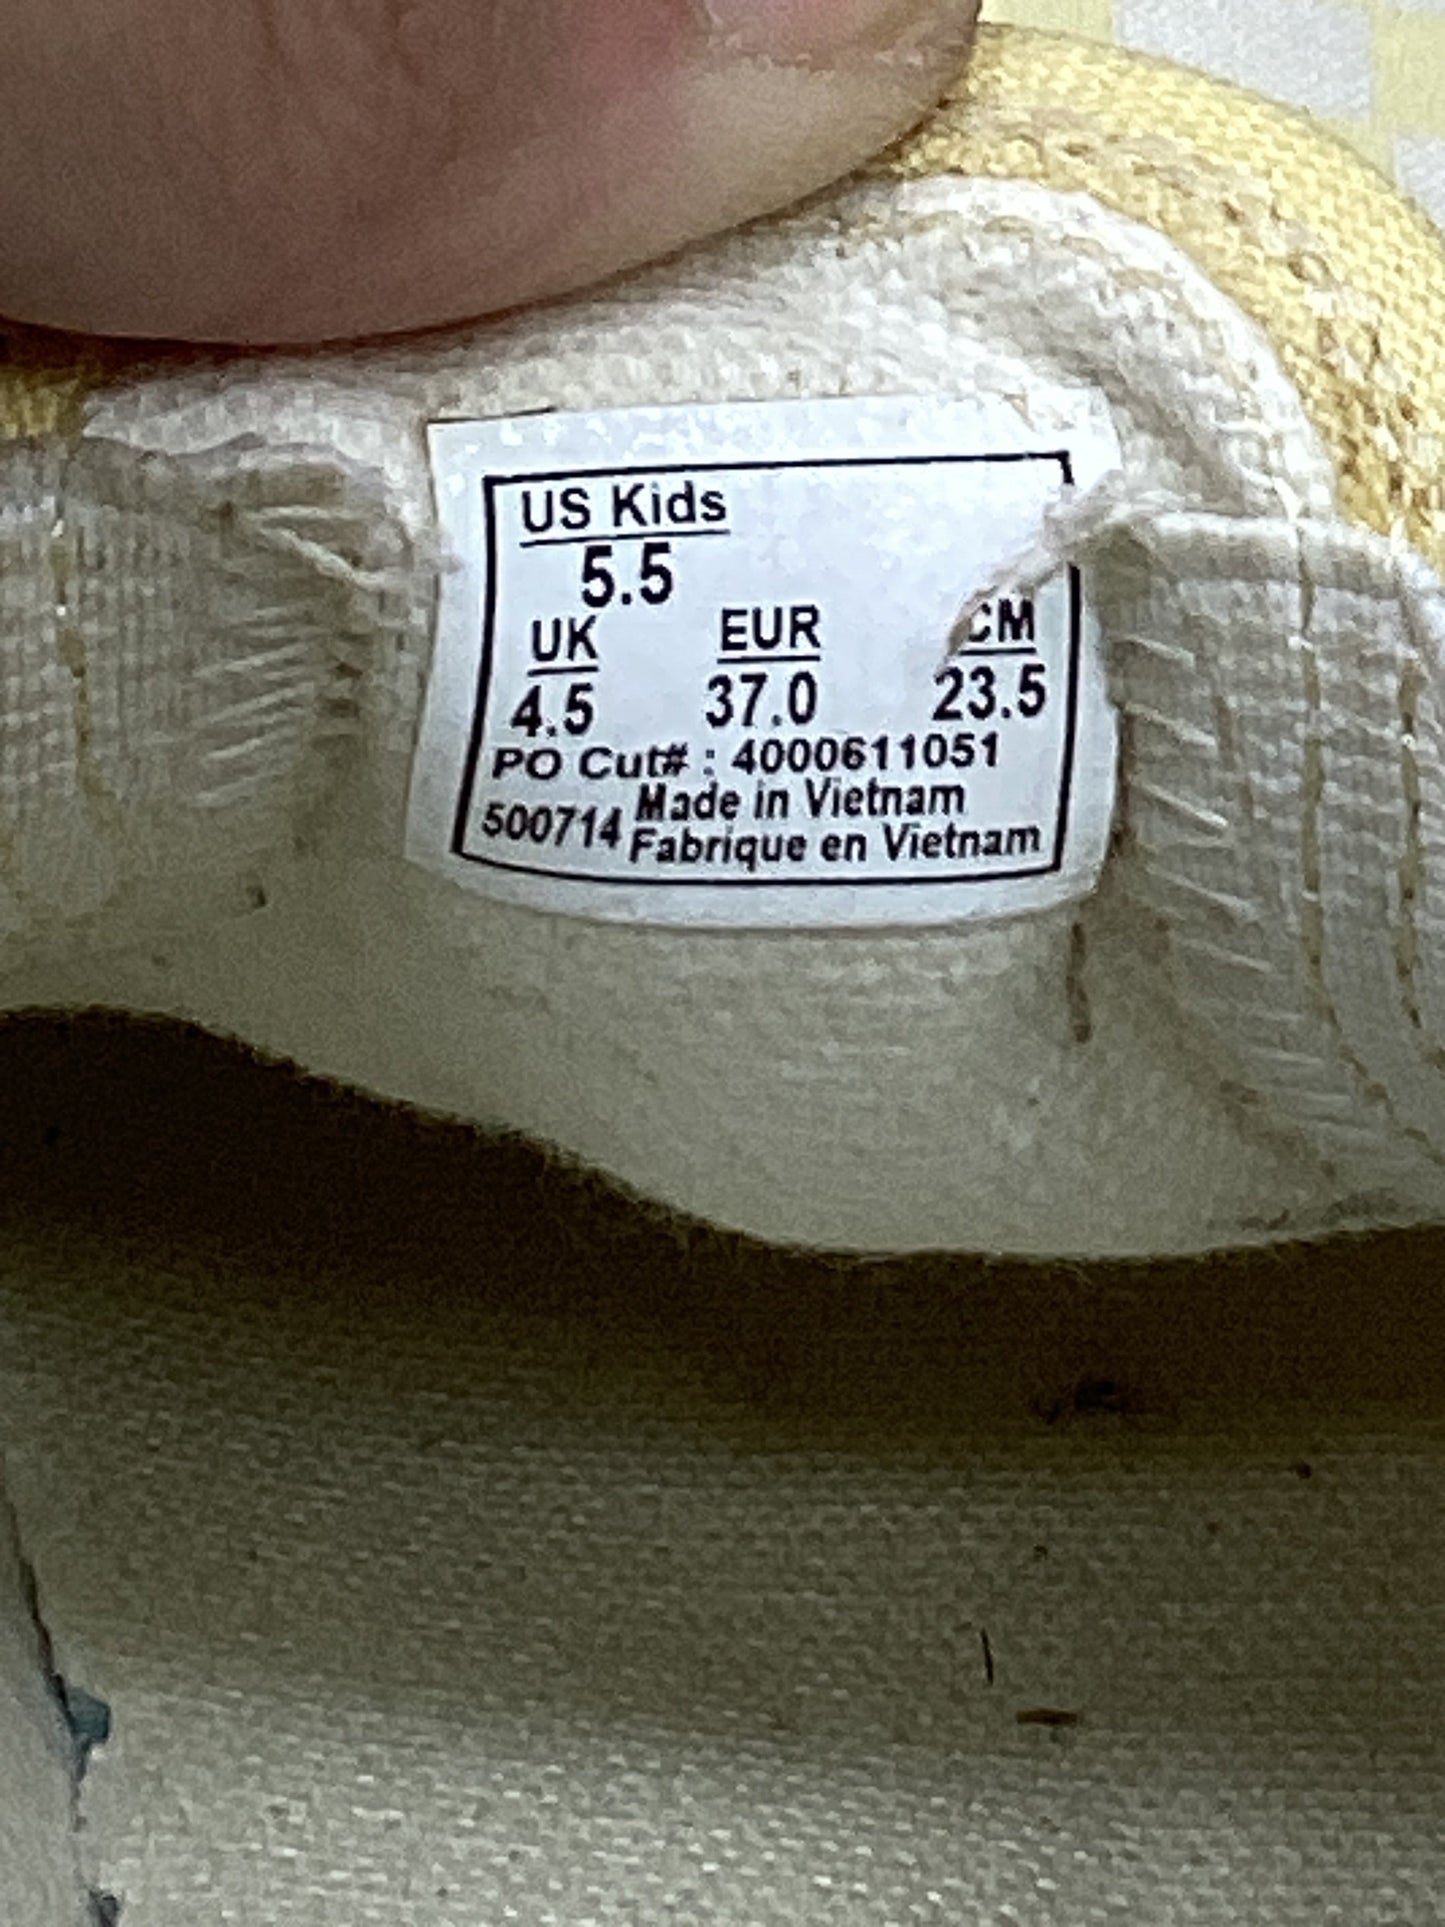 US Kids
5.5
UK EUR CM
4.5 37.0 23.5
PO Cut# : 4000611051
500714 Made in Vietnam
Fabrique en Vietnam